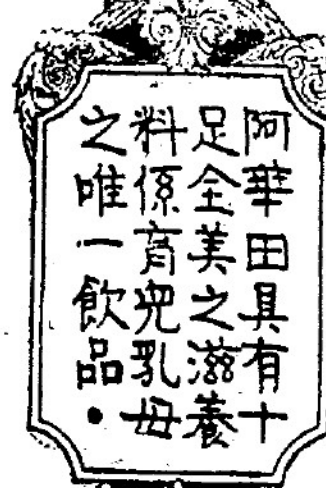 阿華田具有十
足全美之滋養
料係育兒乳母
之唯一飲品●